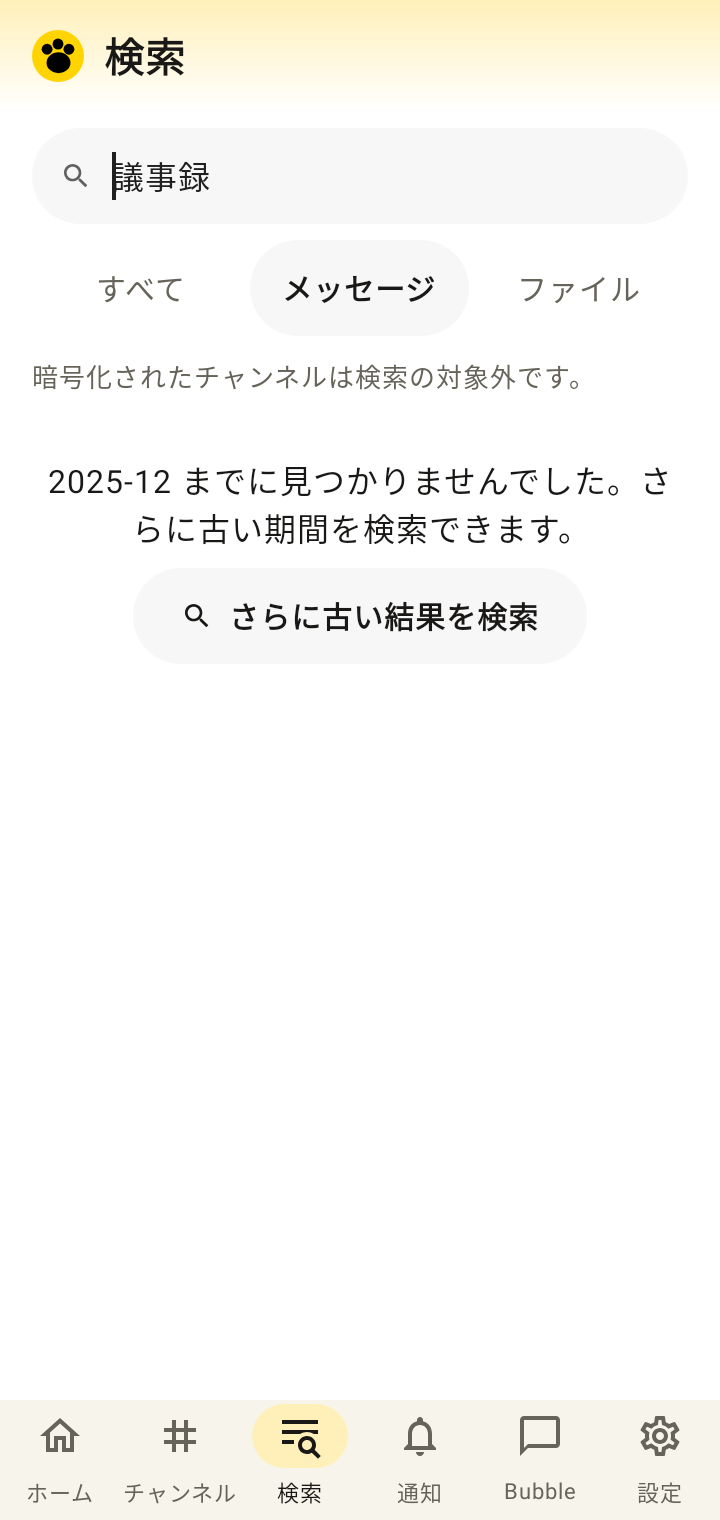 検索
議事録
すべて
メッセージ
ファイル
暗号化されたチャンネルは検索の対象外です。
2025-12 までに見つかりませんでした。さ
らに古い期間を検索できます。
さらに古い結果を検索
ホーム
チャンネル
検索
通知
Bubble
設定